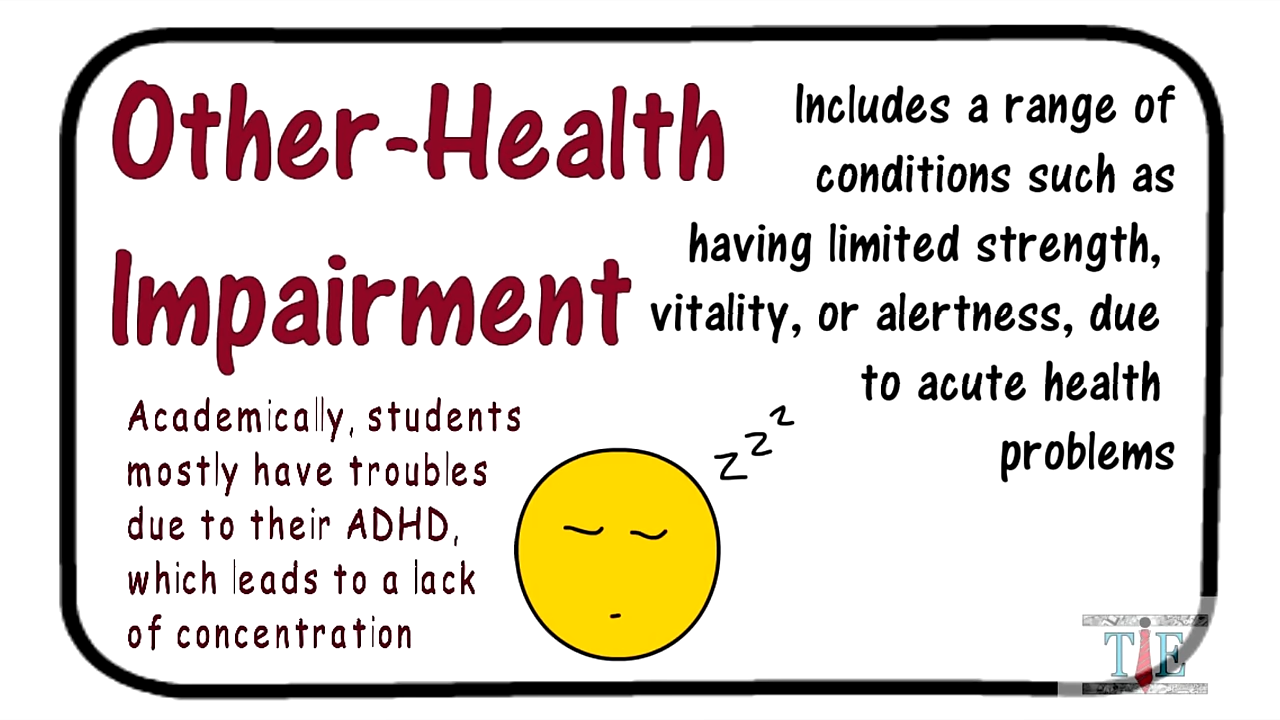 Other-Health
Impairment
Includes a range of
conditions such as
having limited strength,
vitality, or alertness, due
to acute health
problems
Academically, students
mostly have troubles
due to their ADHD,
which leads to a lack
of concentration
z z z
TiE